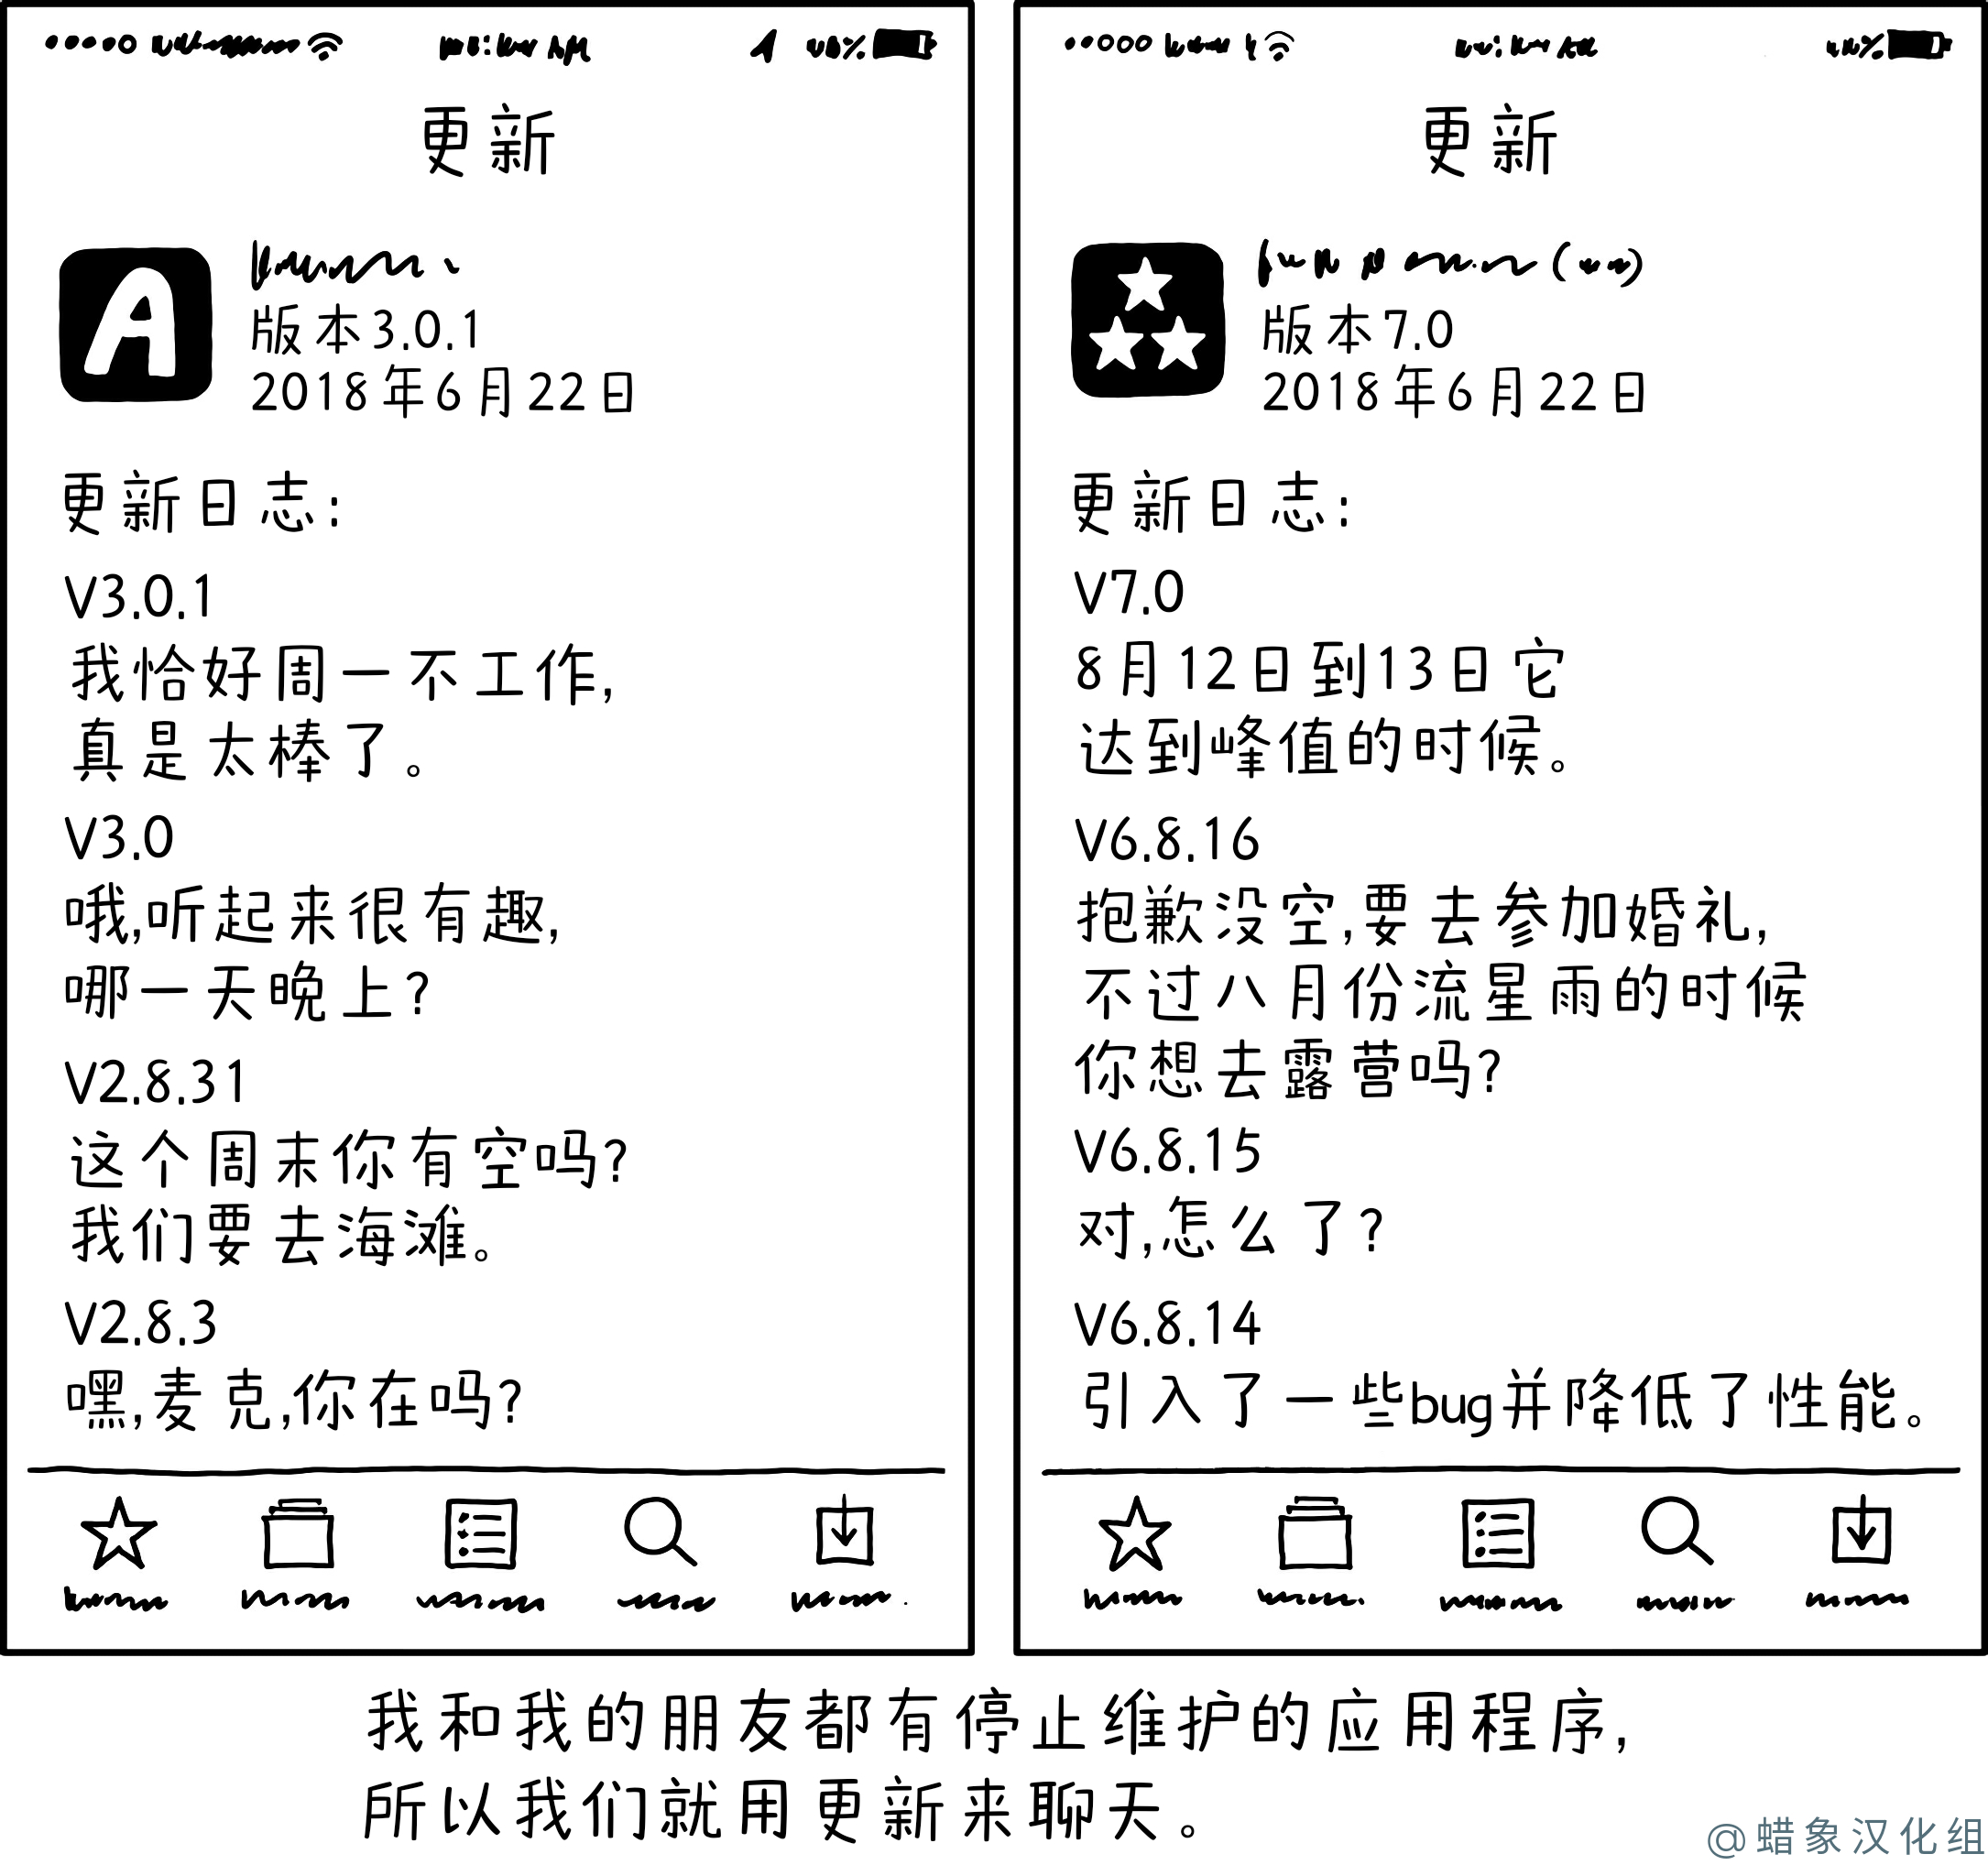 更新
版本3.0.1
2018年6月22日
更新日志:
V3.0.1
我恰好周一不工作,
真是太棒了。
V3.0
哦,听起来很有趣,
哪一天晚上?
V2.8.31
这个周末你有空吗?
我们要去海滩。
V2.8.3
嘿,麦克,你在吗?
更新
版本7.0
2018年6月22日
更新日志:
V7.0
8月12日到13日它
达到峰值的时候。
V6.8.16
抱歉没空,要去参加婚礼,
不过八月份流星雨的时候
你想去露营吗?
V6.8.15
对,怎么了?
V6.8.14
引入了一些bug并降低了性能。
我和我的朋友都有停止维护的应用程序,
所以我们就用更新来聊天。
@蜡象汉化组